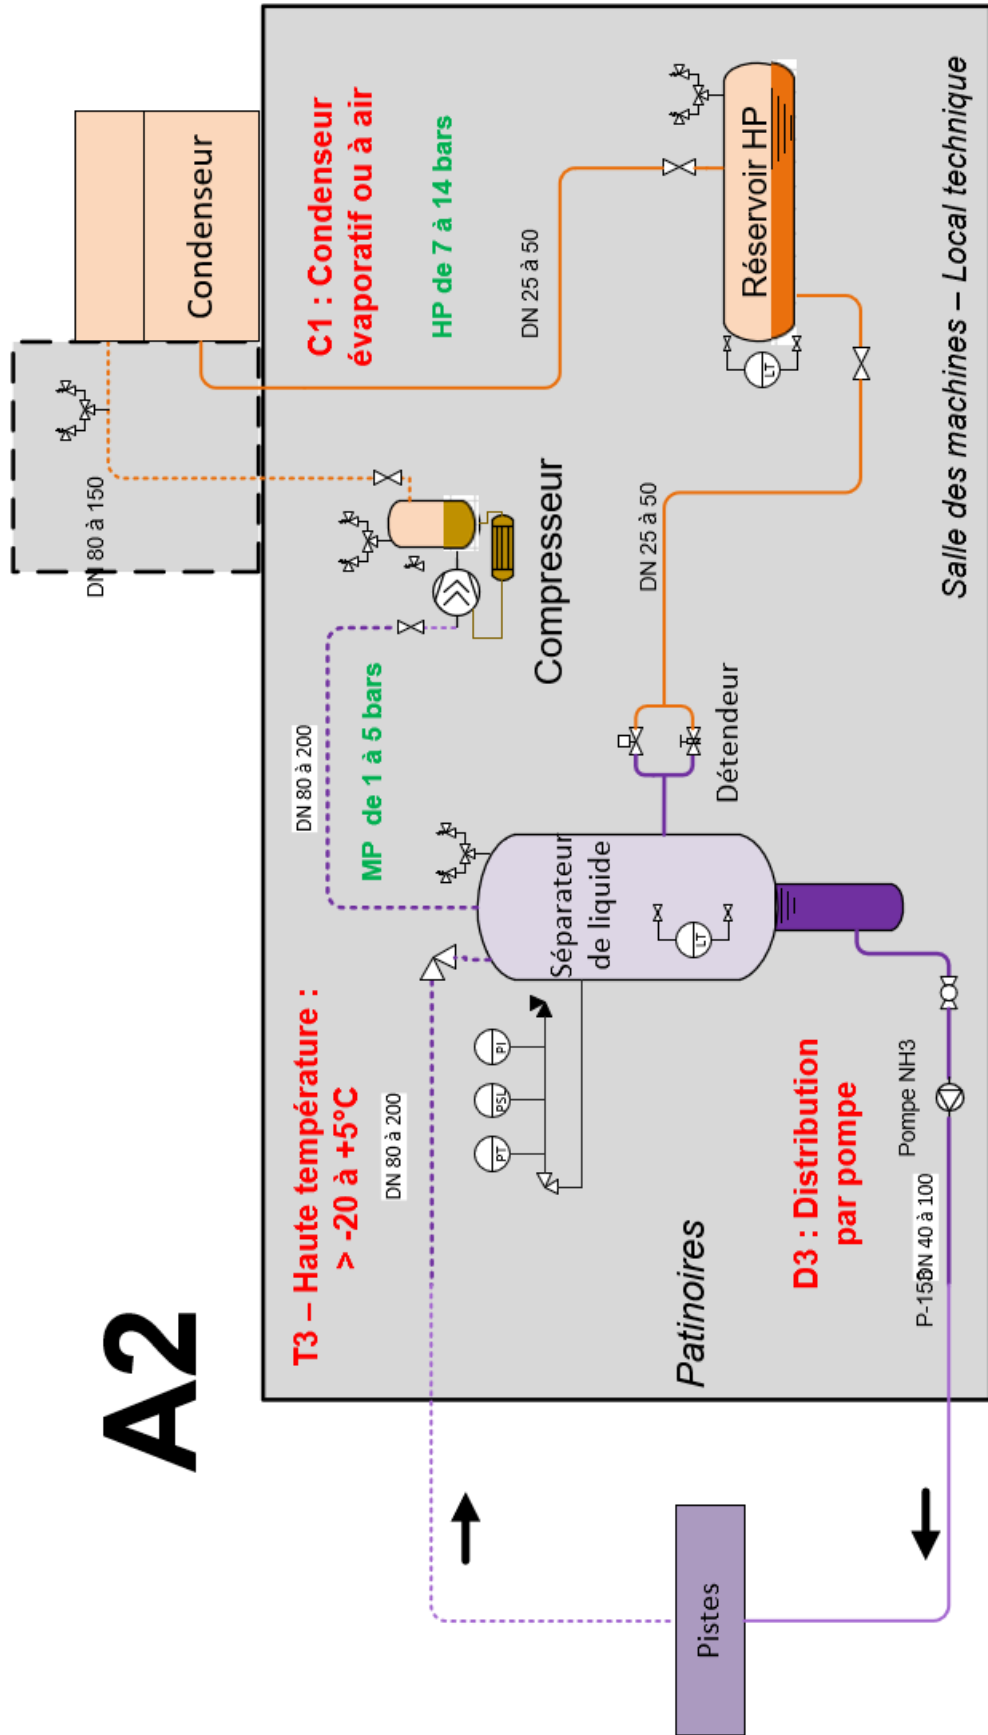 A2
T3 – Haute température :
> -20 à +5°C
DN 80 à 200
PT
PSL
PI
Patinoires
D3 : Distribution
par pompe
Pompe NH3
DN 40 à 100
Pistes
Séparateur
de liquide
LT
MP de 1 à 5 bars
DN 80 à 200
Compresseur
Détendeur
DN 25 à 50
DN 80 à 150
Condenseur
C1 : Condenseur
évaporatif ou à air
HP de 7 à 14 bars
DN 25 à 50
Réservoir HP
LT
Salle des machines – Local technique